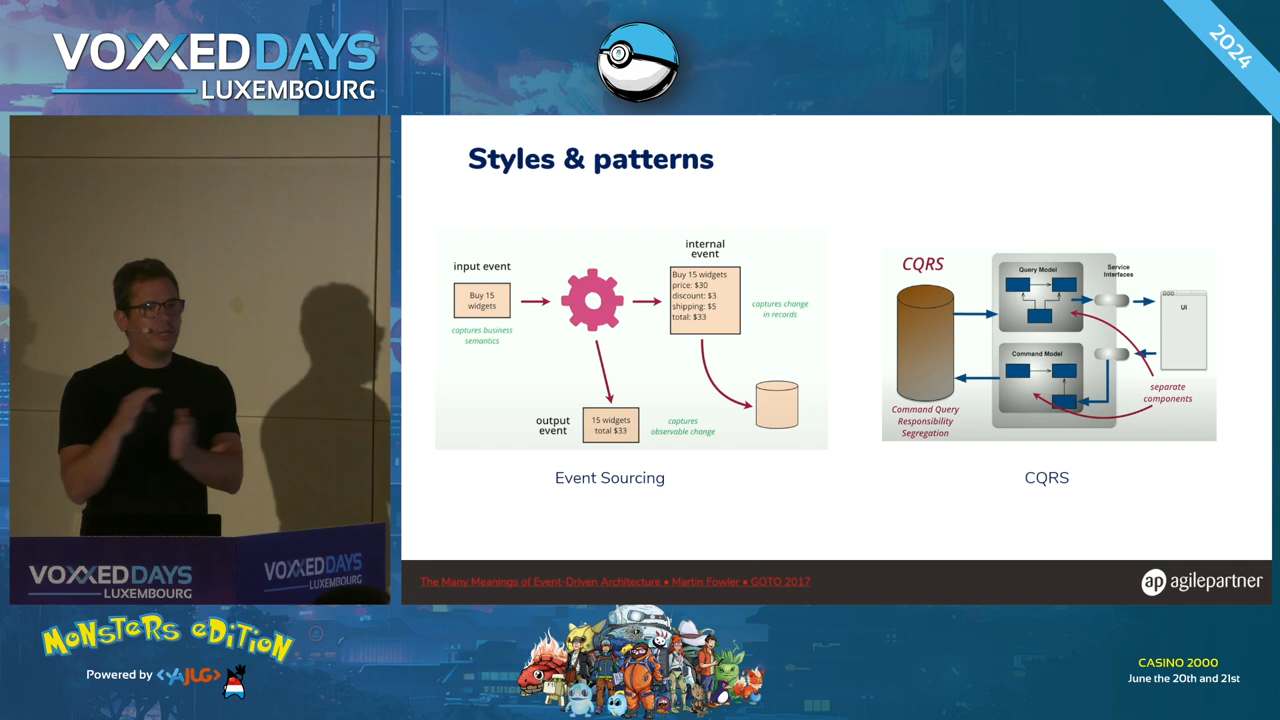 VOXXEDDAYS
LUXEMBOURG
2024
Styles & patterns
input event
Buy 15
widgets
captures business
semantics
internal
event
Buy 15 widgets
price: $30
discount: $3
shipping: $5
total: $33
captures change
in records
output
event
15 widgets
total $33
captures
observable change
Event Sourcing
CQRS
Query Model
Service
Interfaces
UI
Command Model
separate
components
Command Query
Responsibility
Segregation
CQRS
The Many Meanings of Event-Driven Architecture • Martin Fowler • GOTO 2017
ap agilepartner
VOXXEDDAYS
LUXEMBOURG
VOXXEDDAYS
LUXEMBOURG
MONSTERS EDITION
Powered by <YAJUG>
CASINO 2000
June the 20th and 21st